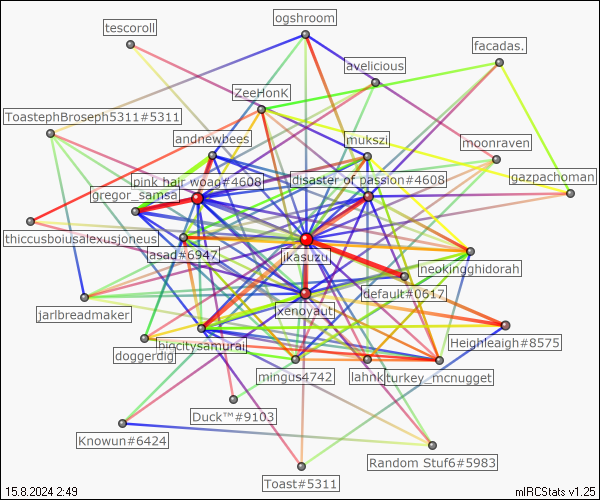 ogshroom
tescoroll
facadas.
avelicious
ZeeHonK
ToastephBroseph5311#5311
andnewbees
mukszi
moonraven
pink hair woag#4608
disaster of passion#4608
gazpachoman
gregor_samsa
thiccusboiusalexusjoneus
asad#6947
jkasuzu
neokingghidorah
default#0617
jarlbreadmaker
xenoyaut
biocitysamurai
Heighleigh#8575
doggerdig
mingus4742
lahnk
turkey_mcnugget
Duck™#9103
Knowun#6424
Random Stuf6#5983
Toast#5311
15.8.2024 2:49
mIRCStats v1.25